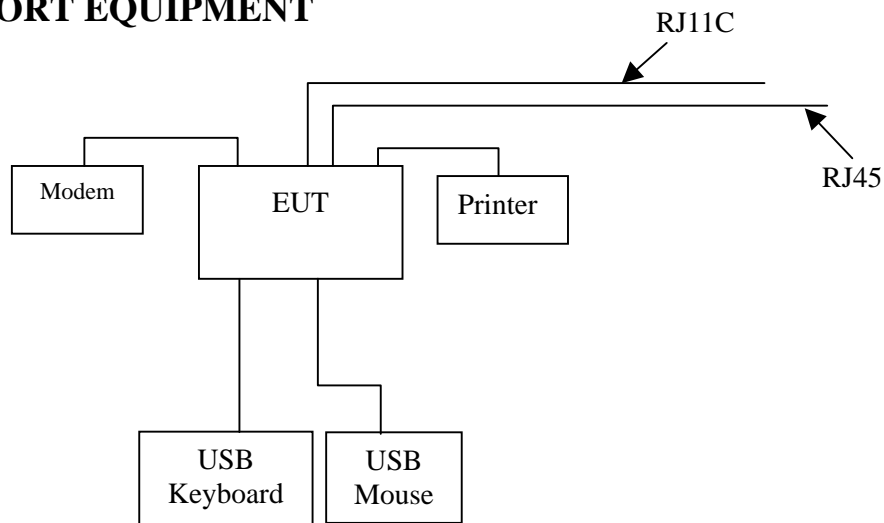 ORT EQUIPMENT
RJ11C
RJ45
Modem
EUT
Printer
USB
Keyboard
USB
Mouse